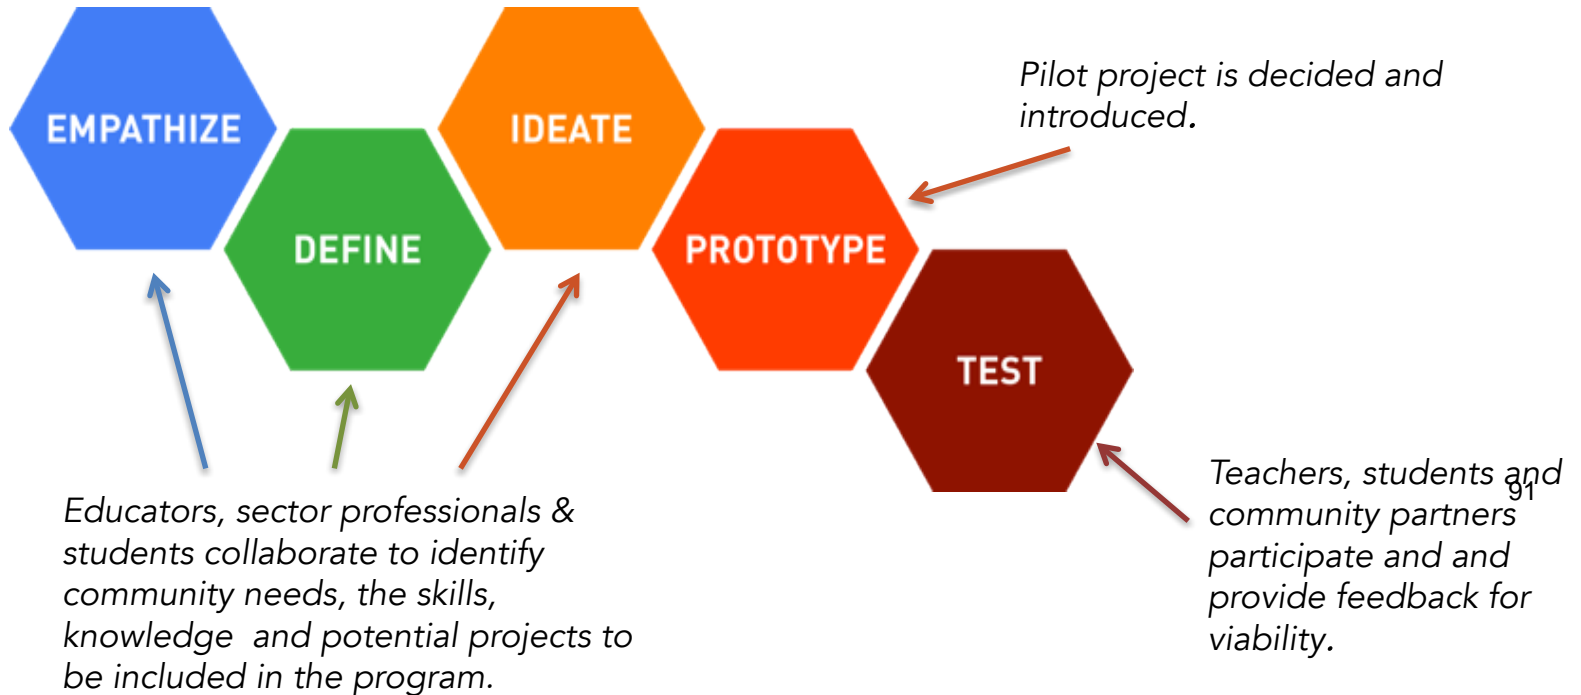 EMPATHIZE
DEFINE
IDEATE
PROTOTYPE
TEST
Pilot project is decided and
introduced.
Educators, sector professionals &
students collaborate to identify
community needs, the skills,
knowledge  and potential projects to
be included in the program.
Teachers, students and
community partners
participate and and
provide feedback for
viability.
91